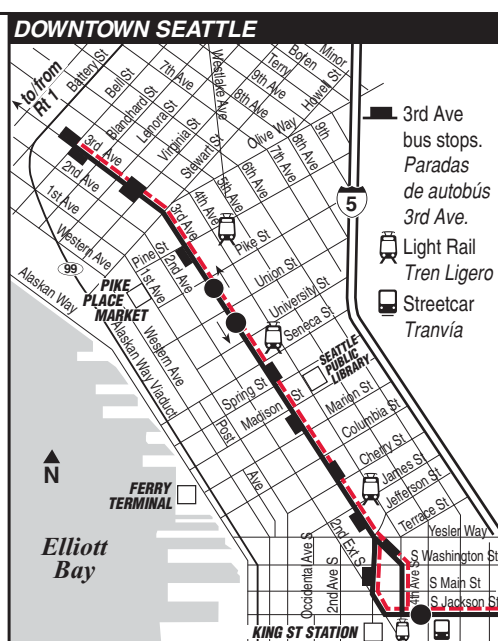 DOWNTOWN SEATTLE
to/from
Rt 1
Battery St
Bell St
Blanchard St
Lenora St
Virginia St
Stewart St
7th Ave
Westlake Ave
9th Ave
8th Ave
Terry
Boren
Minor
Howell St
Olive Way
9th
8th Ave
7th Ave
6th Ave
5th Ave
4th Ave
3rd Ave
2nd Ave
1st Ave
Western Ave
3rd Ave
Alaskan Way
99
Pine St
Pike St
PIKE
PLACE
MARKET
1st Ave
2nd Ave
Union St
University St
Seneca St
Alaskan Way Viaduct
Western Ave
Post
Ave
SEATTLE
PUBLIC
LIBRARY
Spring St
Madison St
Marion St
Columbia St
Cherry St
James St
Jefferson St
Terrace St
Yesler Way
S Washington St
S Main St
S Jackson St
2nd Ext S
Occidental Ave S
2nd Ave S
4th Ave S
N
FERRY
TERMINAL
Elliott
Bay
KING ST STATION
5
3rd Ave
bus stops.
Paradas
de autobús
3rd Ave.
Light Rail
Tren Ligero
Streetcar
Tranvía